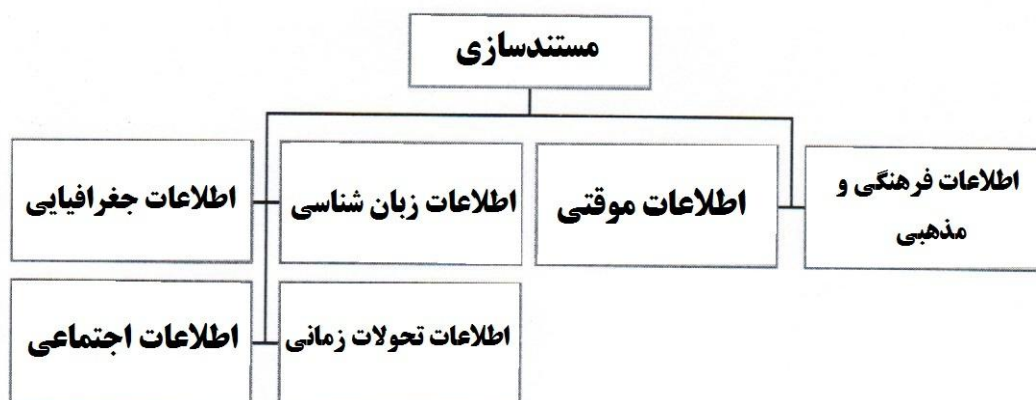 مستندسازی
اطلاعات فرهنگی و
مذهبی
اطلاعات موقتی
اطلاعات زبان شناسی
اطلاعات جغرافیایی
اطلاعات تحولات زمانی
اطلاعات اجتماعی